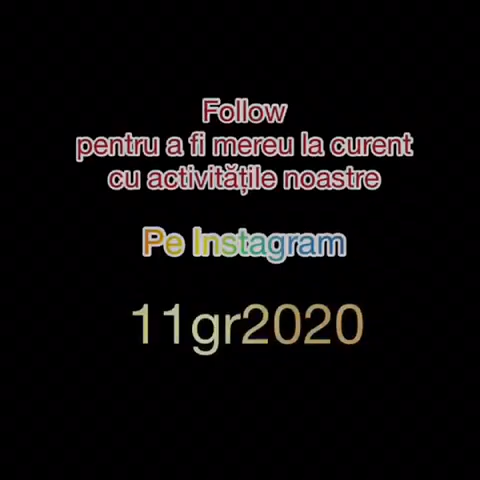 Follow
pentru a fi mereu la curent
cu activitățile noastre
Pe Instagram
11gr2020